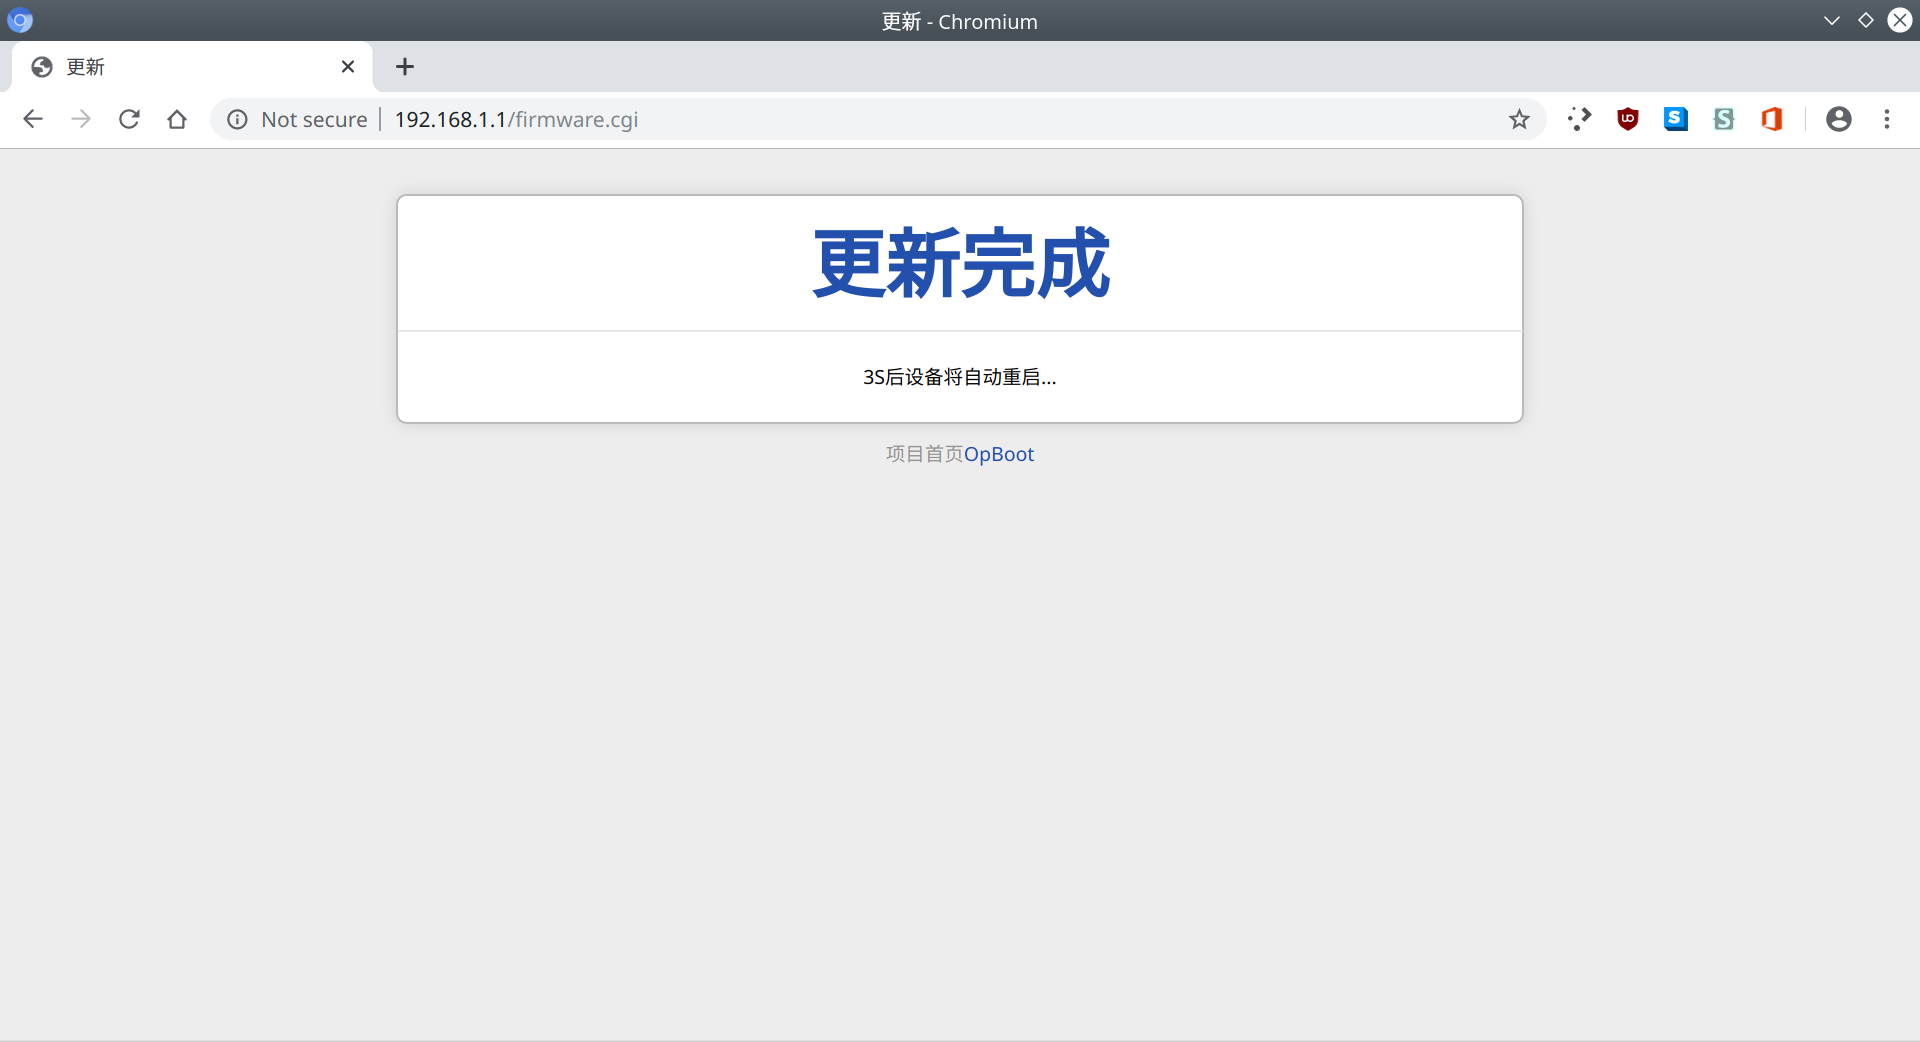 更新 - Chromium
更新
Not secure
192.168.1.1/firmware.cgi
更新完成
3S后设备将自动重启...
项目首页OpBoot